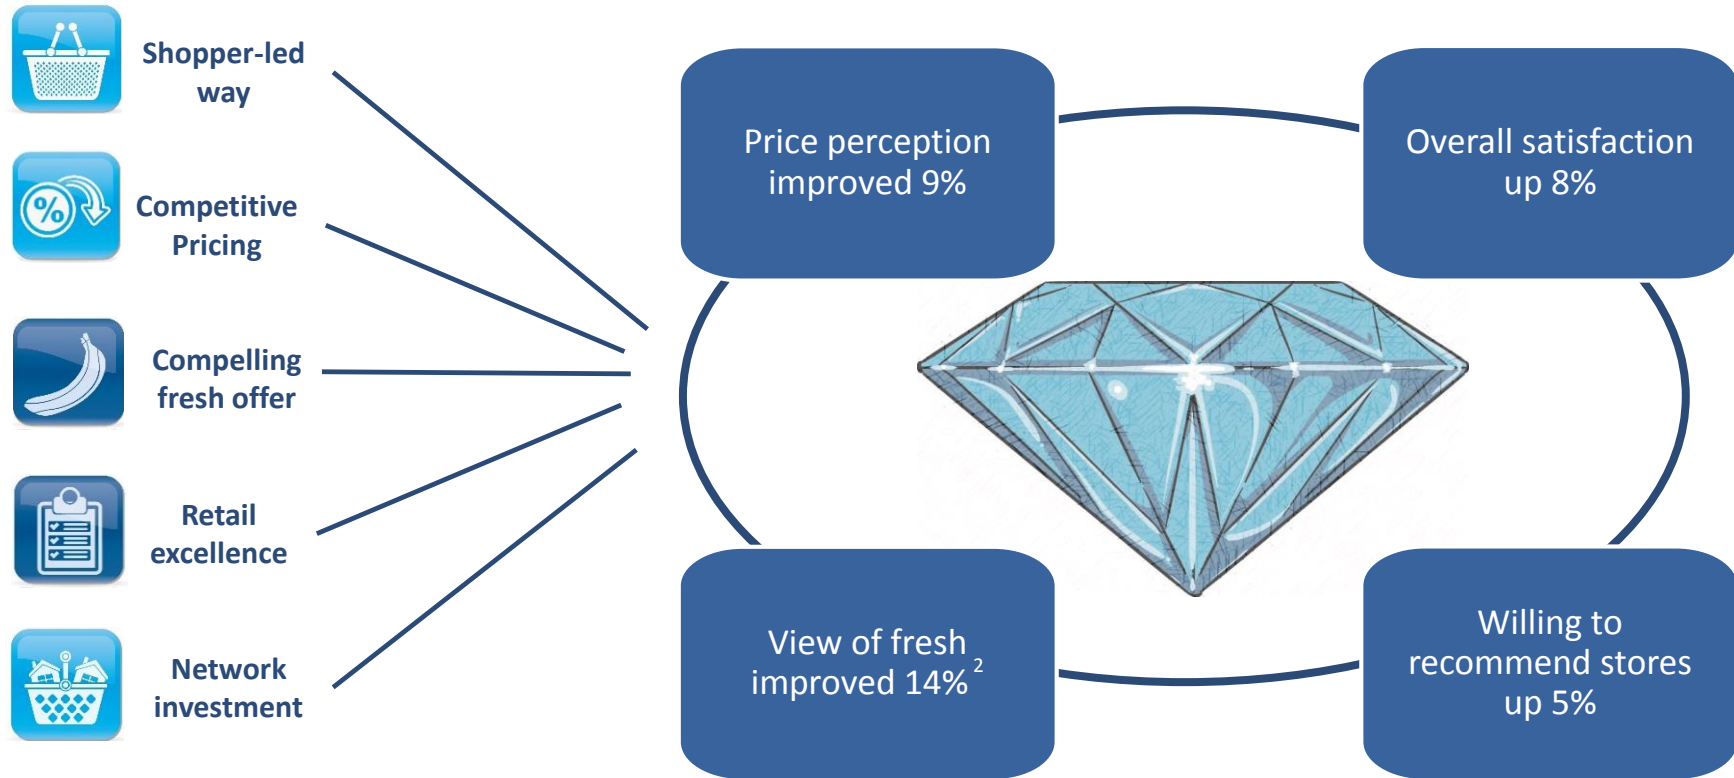 Shopper-led
way
Competitive
Pricing
Compelling
fresh offer
Retail
excellence
Network
investment
Price perception
improved 9%
Overall satisfaction
up 8%
View of fresh
improved 14% 2
Willing to
recommend stores
up 5%
%